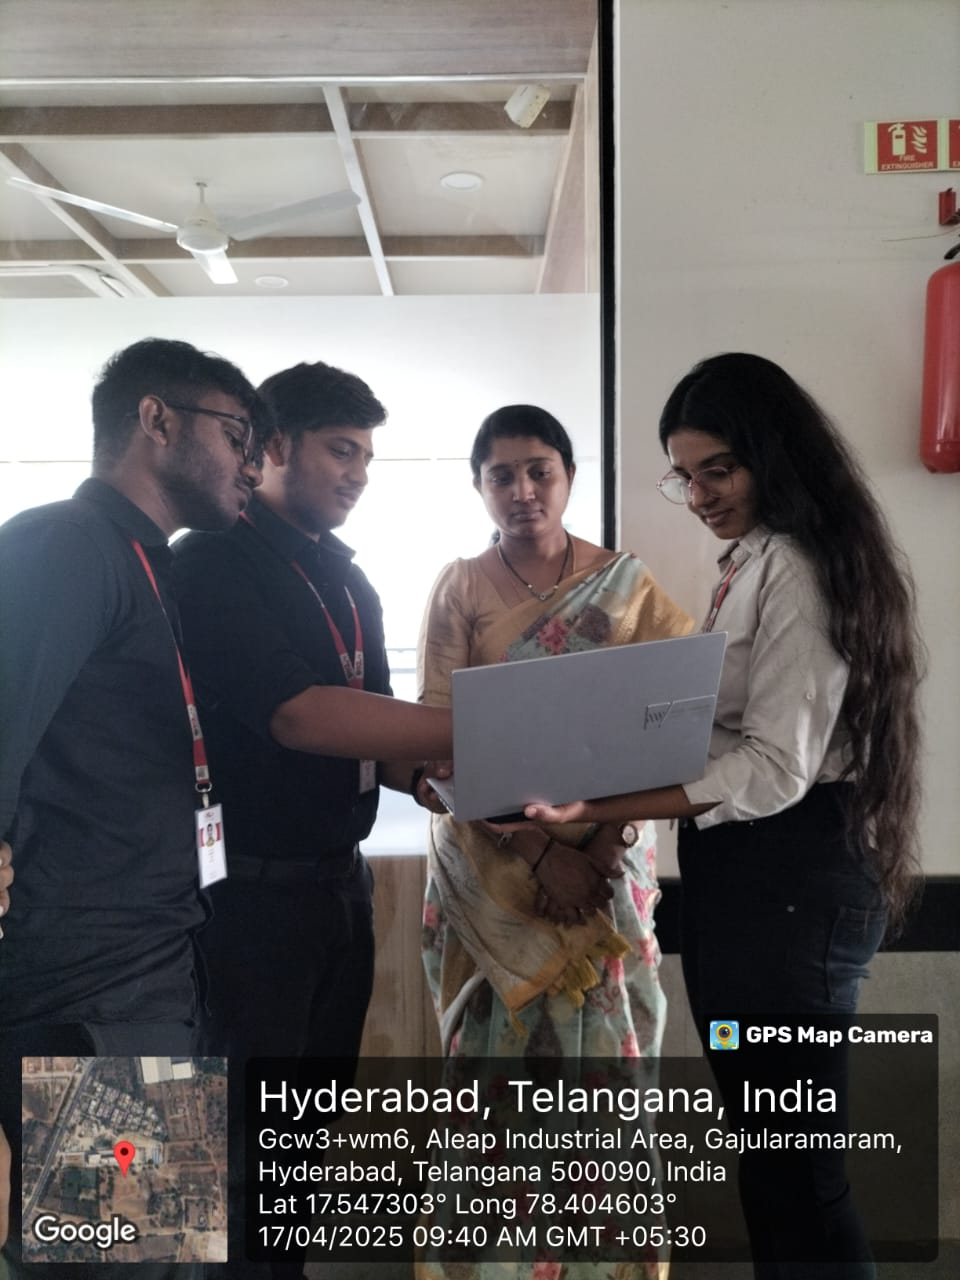 FIRE
EXTINGUISHER
GPS Map Camera
Hyderabad, Telangana, India
Gcw3+wm6, Aleap Industrial Area, Gajularamaram,
Hyderabad, Telangana 500090, India
Lat 17.547303° Long 78.404603°
17/04/2025 09:40 AM GMT +05:30
Google